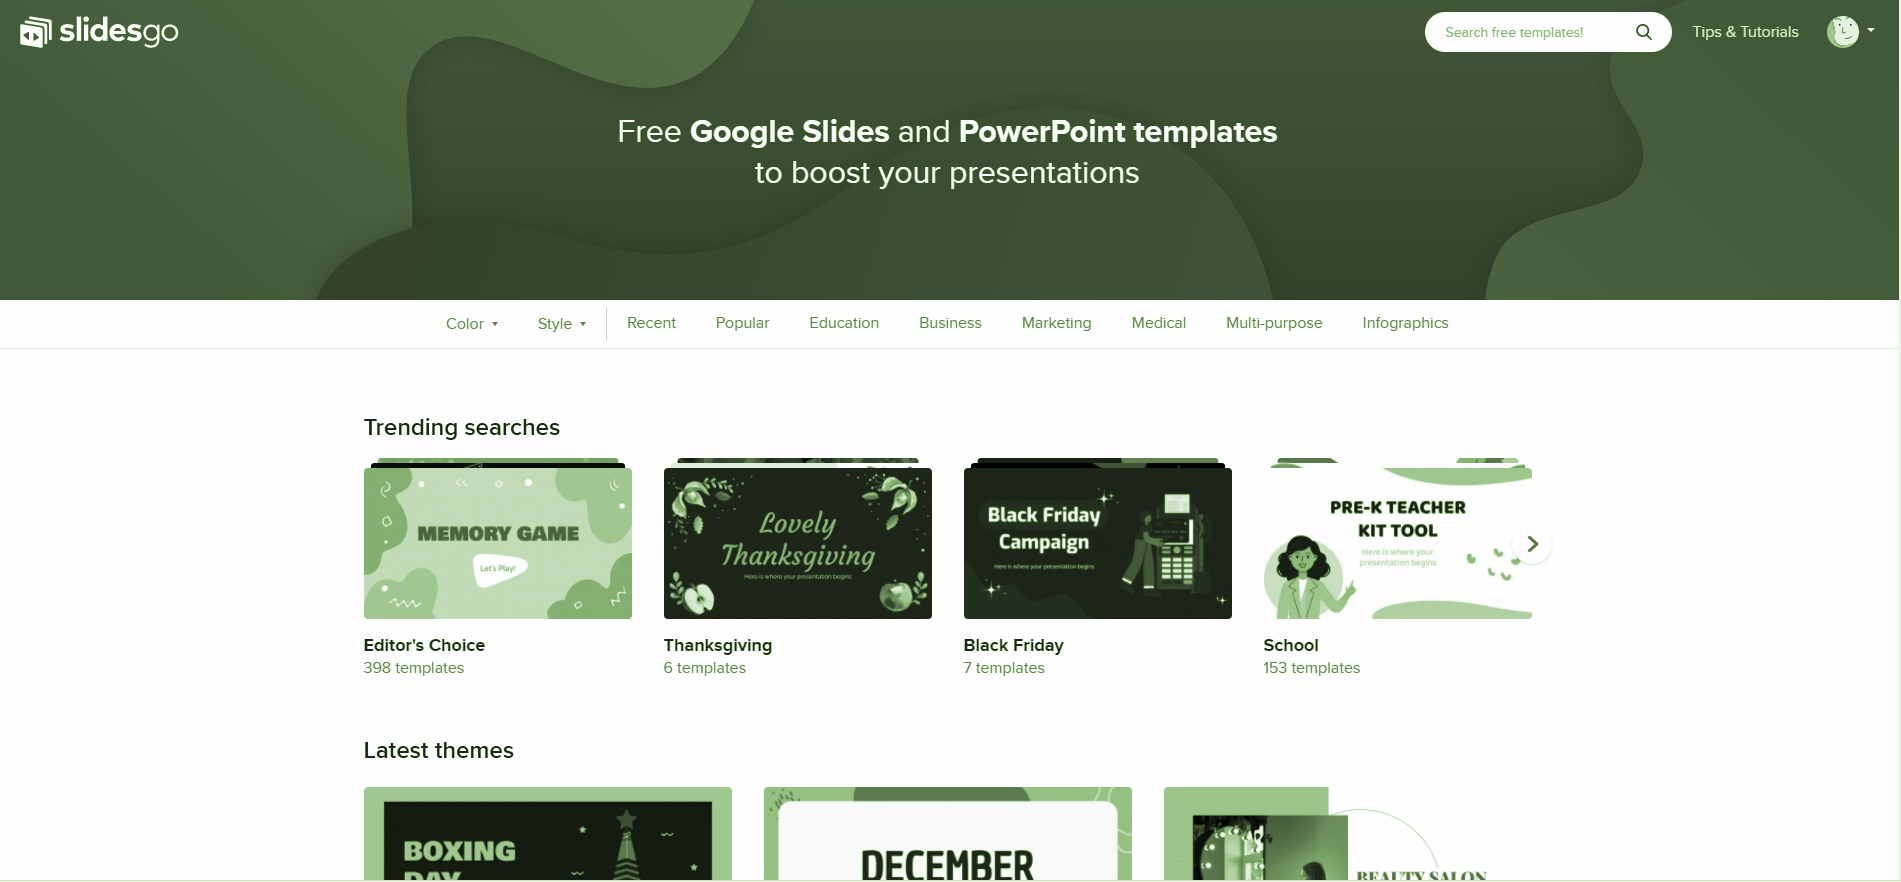 slidesgo
Search free templates!
Tips & Tutorials
Free Google Slides and PowerPoint templates
to boost your presentations
Color
Style
Recent
Popular
Education
Business
Marketing
Medical
Multi-purpose
Infographics
Trending searches
MEMORY GAME
Let's Play!
Editor's Choice
398 templates
Lovely
Thanksgiving
Here is where your presentation begins
Thanksgiving
6 templates
Black Friday
Campaign
Here is where your presentation begins
Black Friday
7 templates
PRE-K TEACHER
KIT TOOL
Here is where your
presentation begins
School
153 templates
Latest themes
BOXING
DAY
DECEMBER
BEAUTY SALON